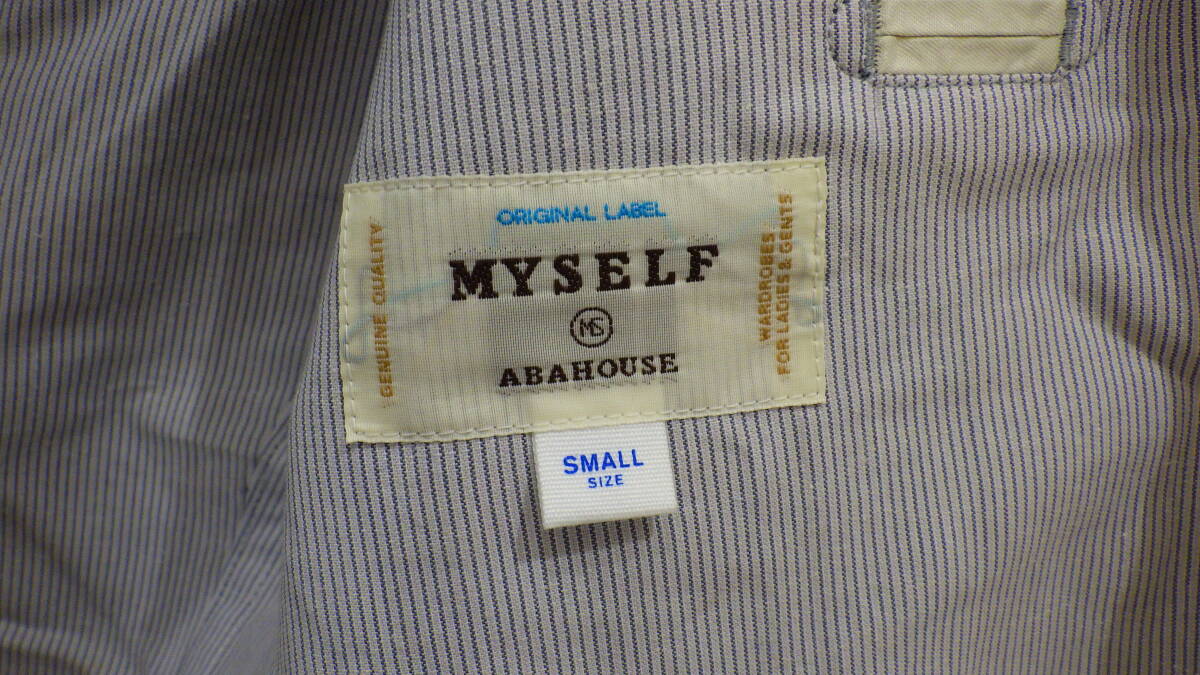 ORIGINAL LABEL
MYSELF
MS
ABAHOUSE
GENUINE QUALITY
WARDROBES
FOR LADIES & GENTS
SMALL
SIZE